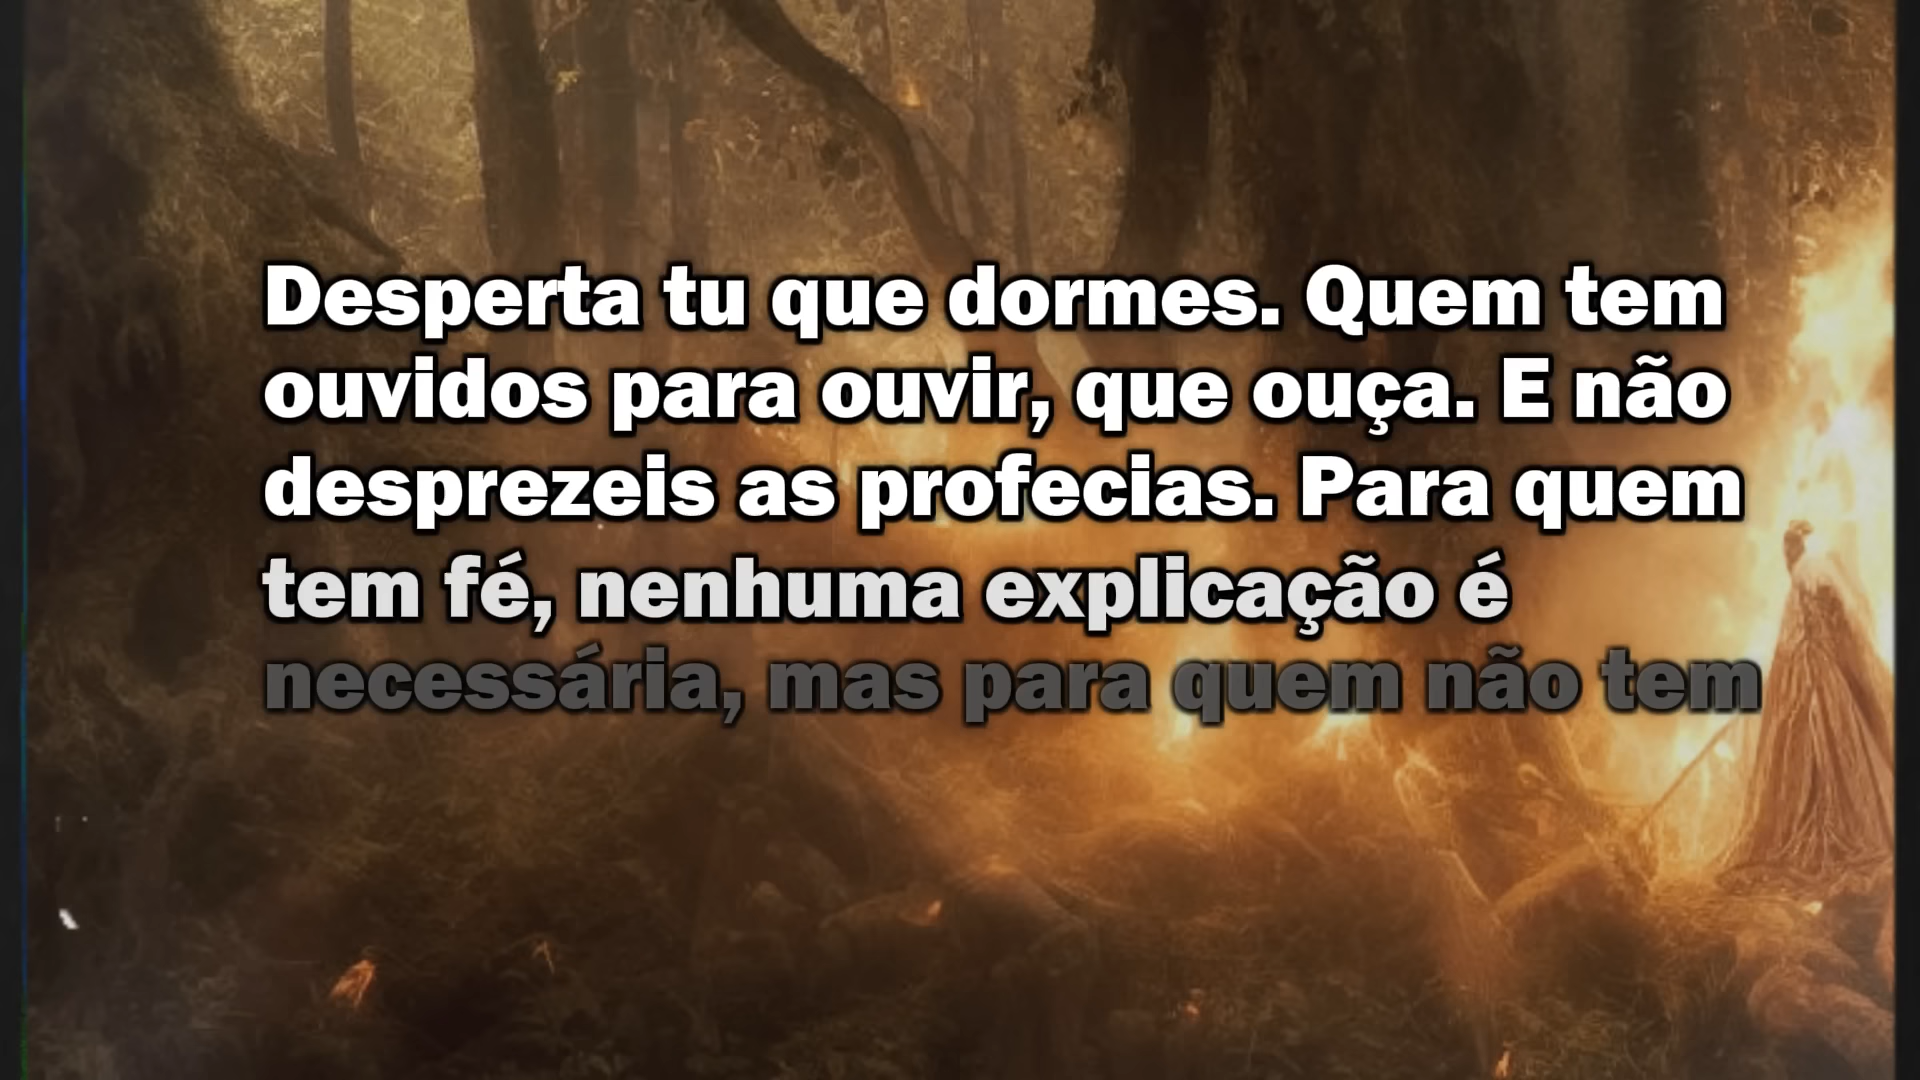 Desperta tu que dormes. Quem tem
ouvidos para ouvir, que ouça. E não
desprezeis as profecias. Para quem
tem fé, nenhuma explicação é
necessária, mas para quem não tem